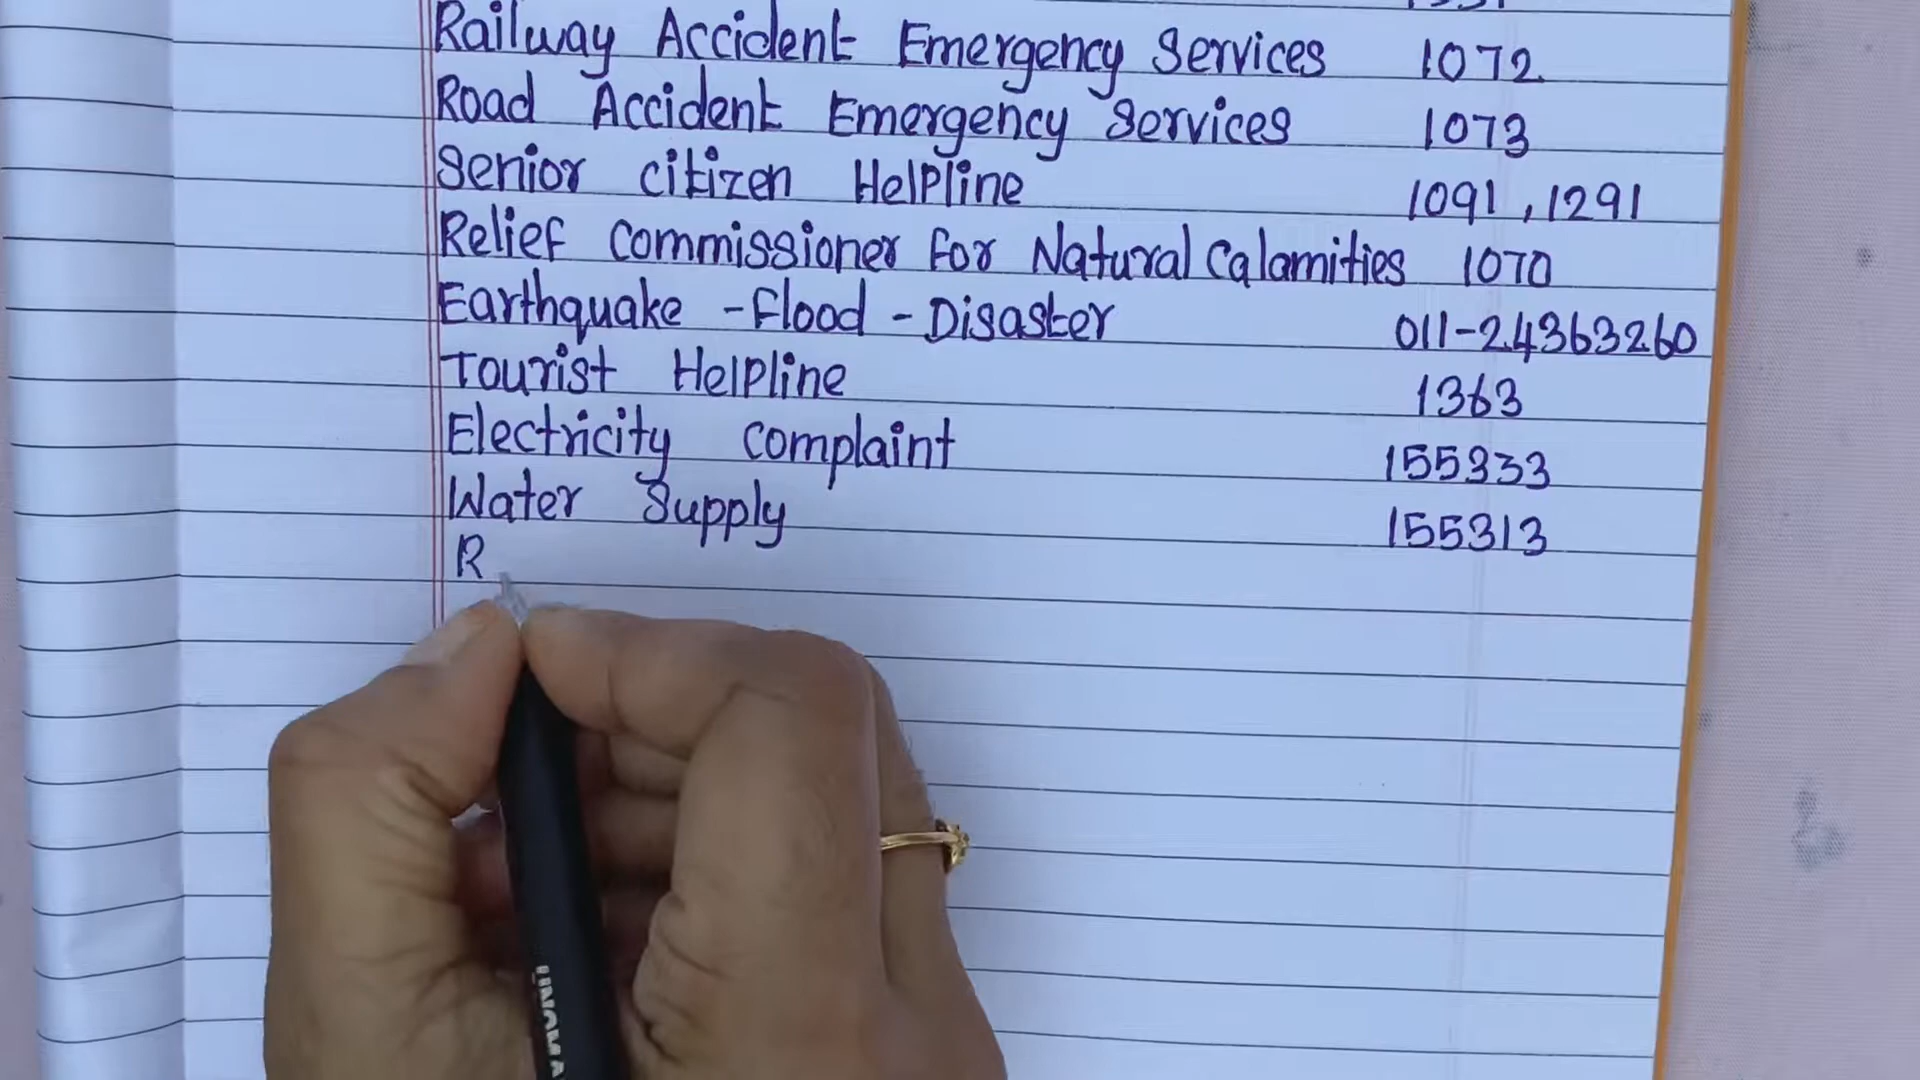 Railway Accident Emergency Services 1072
Road Accident Emergency Services 1073
Senior citizen Helpline 1091, 1291
Relief commissioner for Natural Calamities 1070
Earthquake - Flood - Disaster 011-24363260
Tourist Helpline 1363
Electricity complaint 155333
Water Supply 155313
R